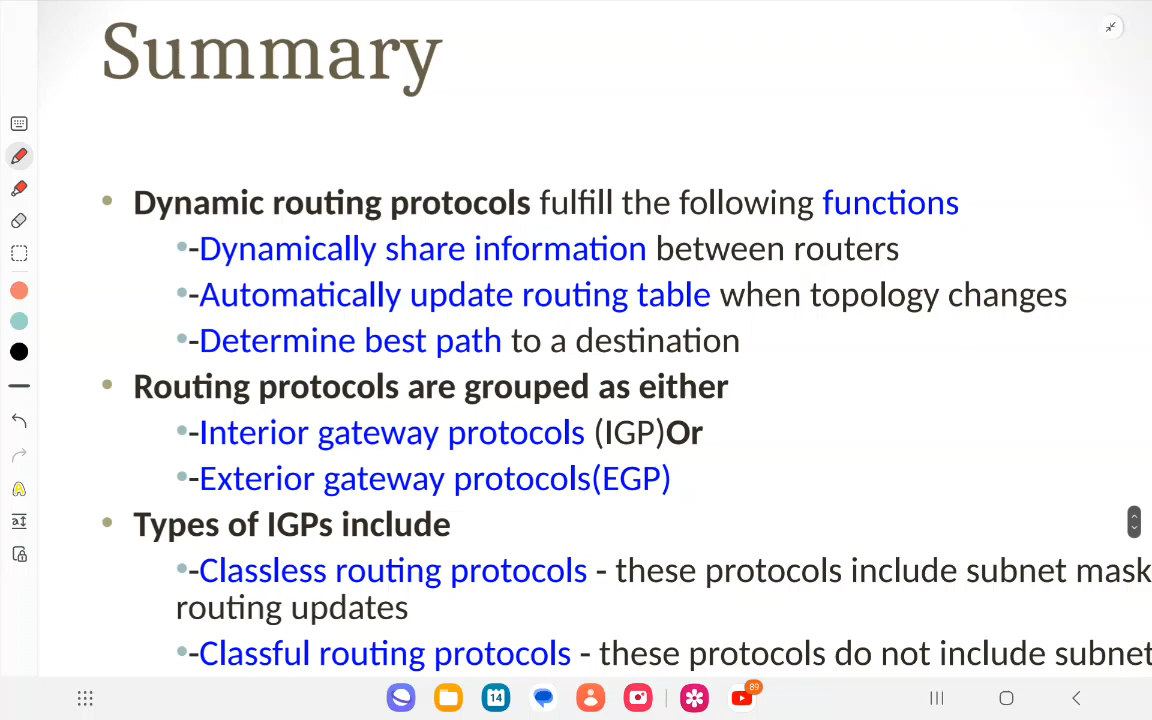 Summary
• Dynamic routing protocols fulfill the following functions
•-Dynamically share information between routers
•-Automatically update routing table when topology changes
•-Determine best path to a destination
• Routing protocols are grouped as either
•-Interior gateway protocols (IGP)Or
•-Exterior gateway protocols(EGP)
• Types of IGPs include
•-Classless routing protocols - these protocols include subnet mask
routing updates
•-Classful routing protocols - these protocols do not include subnet
14
89